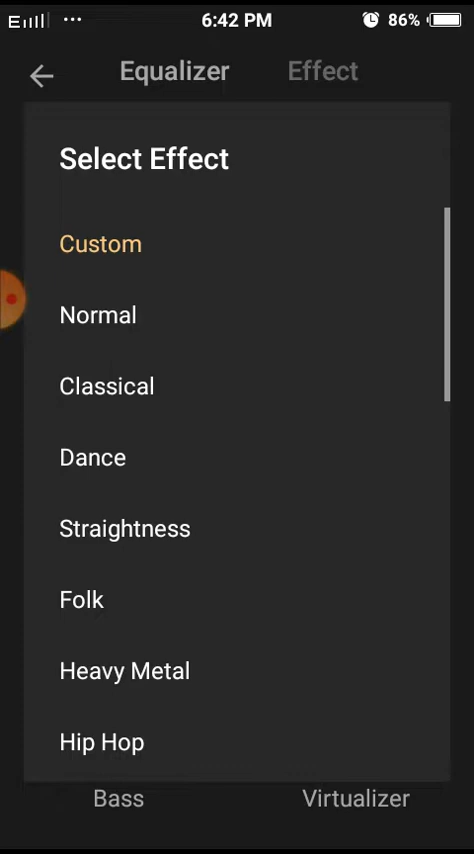 E 6:42 PM 86%
Equalizer Effect
Select Effect
Custom
Normal
Classical
Dance
Straightness
Folk
Heavy Metal
Hip Hop
Bass Virtualizer